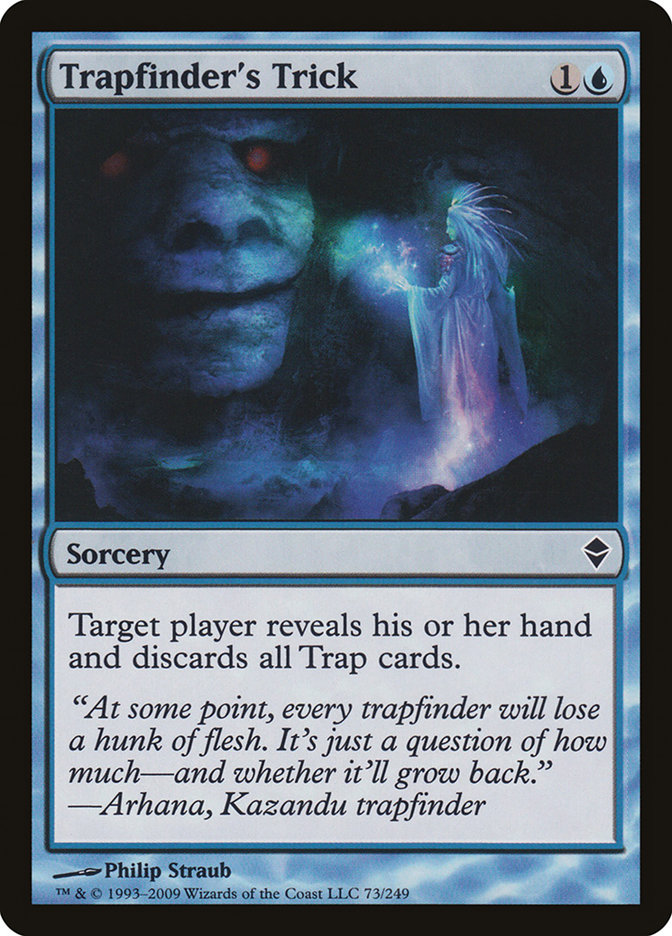 Trapfinder's Trick 1
Sorcery
Target player reveals his or her hand
and discards all Trap cards.
“At some point, every trapfinder will lose
a hunk of flesh. It’s just a question of how
much—and whether it’ll grow back.”
—Arhana, Kazandu trapfinder
Philip Straub
™ & © 1993–2009 Wizards of the Coast LLC 73/249